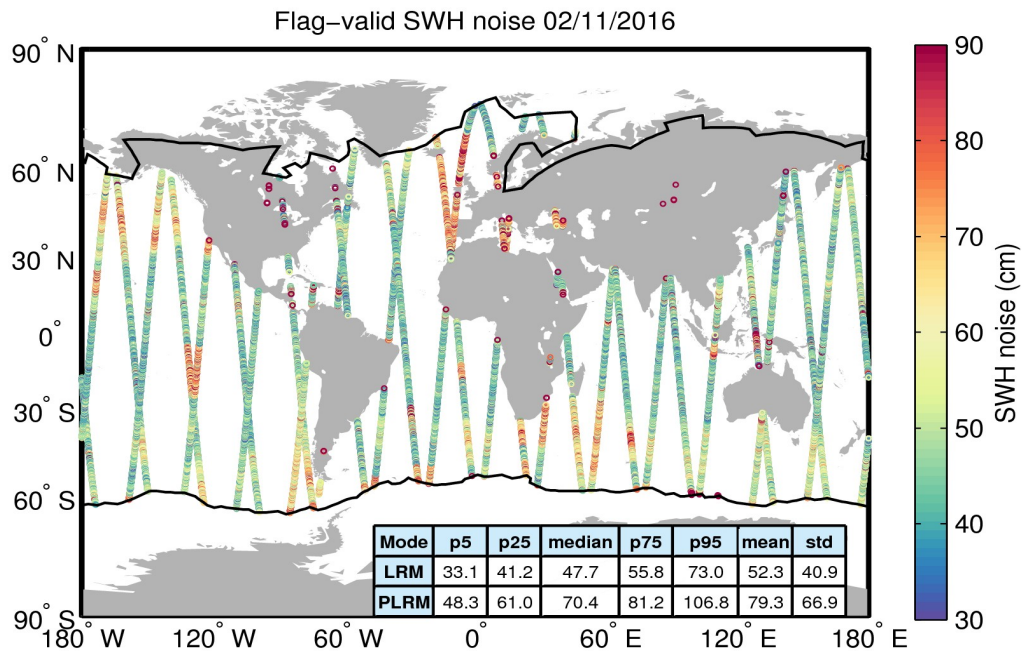 Flag−valid SWH noise 02/11/2016
90° N
60° N
30° N
0°
30° S
60° S
90° S
180° W
120° W
60° W
0°
60° E
120° E
180° E
Mode p5 p25 median p75 p95 mean std
LRM 33.1 41.2 47.7 55.8 73.0 52.3 40.9
PLRM 48.3 61.0 70.4 81.2 106.8 79.3 66.9
90
80
70
60
50
40
30
SWH noise (cm)